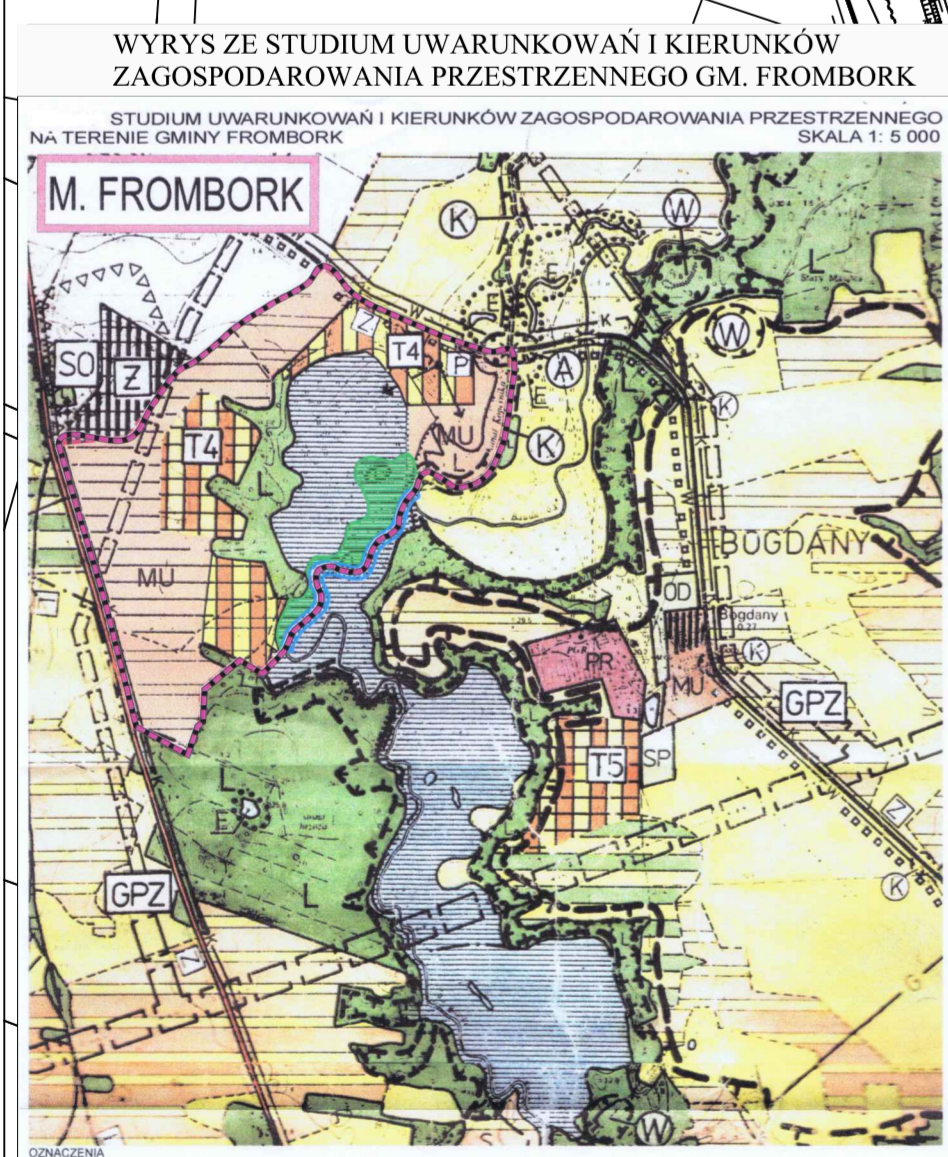 WYRYS ZE STUDIUM UWARUNKOWAŃ I KIERUNKÓW
ZAGOSPODAROWANIA PRZESTRZENNEGO GM. FROMBORK
STUDIUM UWARUNKOWAŃ I KIERUNKÓW ZAGOSPODAROWANIA PRZESTRZENNEGO
NA TERENIE GMINY FROMBORK SKALA 1: 5 000
M. FROMBORK
K
W
L
E
E
W
Z
W
K
SO
Z
T4
P
A
L
E
K
MU
K
L
T4
L
BOGDANY
MU
OD
Bogdany
K
PR
MU
GPZ
T5
SP
L
E
Z
GPZ
L
K
Z
S
W
OZNACZENIA